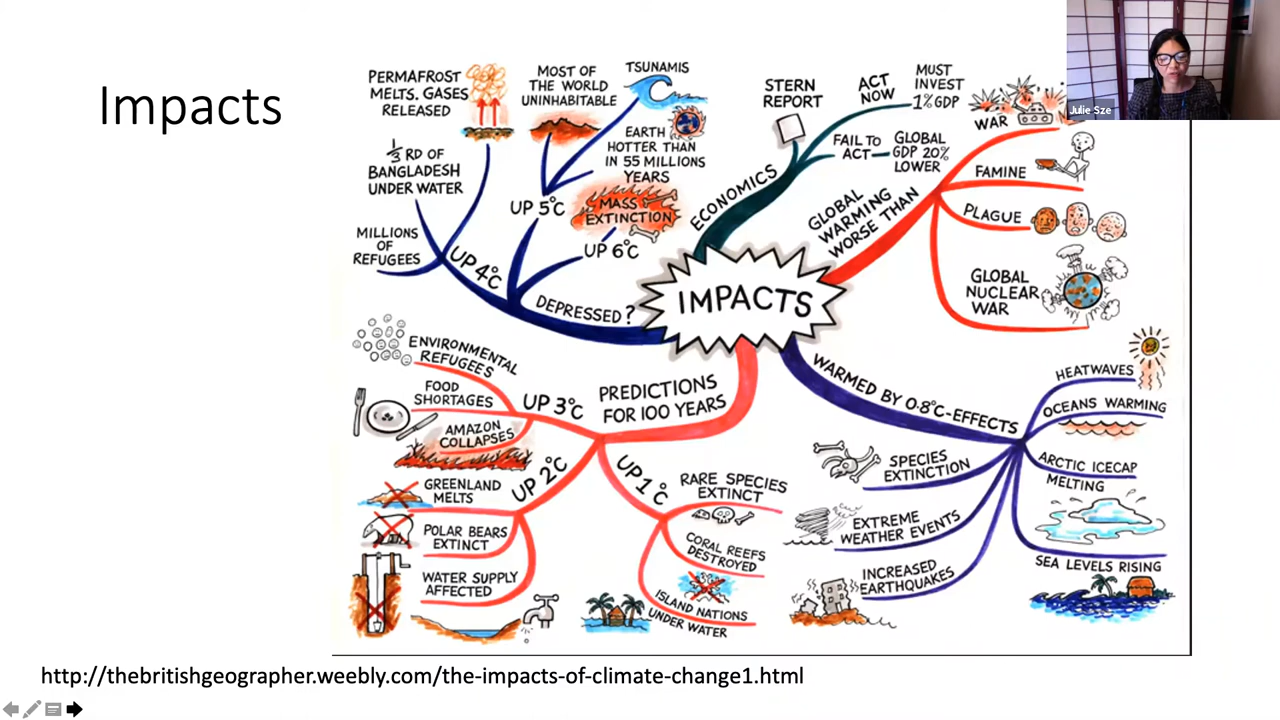 Impacts
Julie Sze
PERMAFROST
MELTS. GASES
RELEASED
MOST OF
THE WORLD
UNINHABITABLE
TSUNAMIS
EARTH
HOTTER THAN
IN 55 MILLIONS
YEARS
1/3 RD OF
BANGLADESH
UNDER WATER
MILLIONS
OF
REFUGEES
UP 4°C
UP 5°C
MASS
EXTINCTION
UP 6°C
DEPRESSED?
ECONOMICS
STERN
REPORT
ACT
NOW
MUST
INVEST
1% GDP
FAIL TO
ACT
GLOBAL
GDP 20%
LOWER
GLOBAL
WARMING
WORSE THAN
WAR
FAMINE
PLAGUE
GLOBAL
NUCLEAR
WAR
IMPACTS
PREDICTIONS
FOR 100 YEARS
UP 3°C
ENVIRONMENTAL
REFUGEES
FOOD
SHORTAGES
AMAZON
COLLAPSES
UP 2°C
GREENLAND
MELTS
POLAR BEARS
EXTINCT
WATER SUPPLY
AFFECTED
UP 1°C
RARE SPECIES
EXTINCT
CORAL REEFS
DESTROYED
ISLAND NATIONS
UNDER WATER
WARMED BY 0.8°C-EFFECTS
HEATWAVES
OCEANS WARMING
ARCTIC ICECAP
MELTING
SEA LEVELS RISING
SPECIES
EXTINCTION
EXTREME
WEATHER EVENTS
INCREASED
EARTHQUAKES
http://thebritishgeographer.weebly.com/the-impacts-of-climate-change1.html